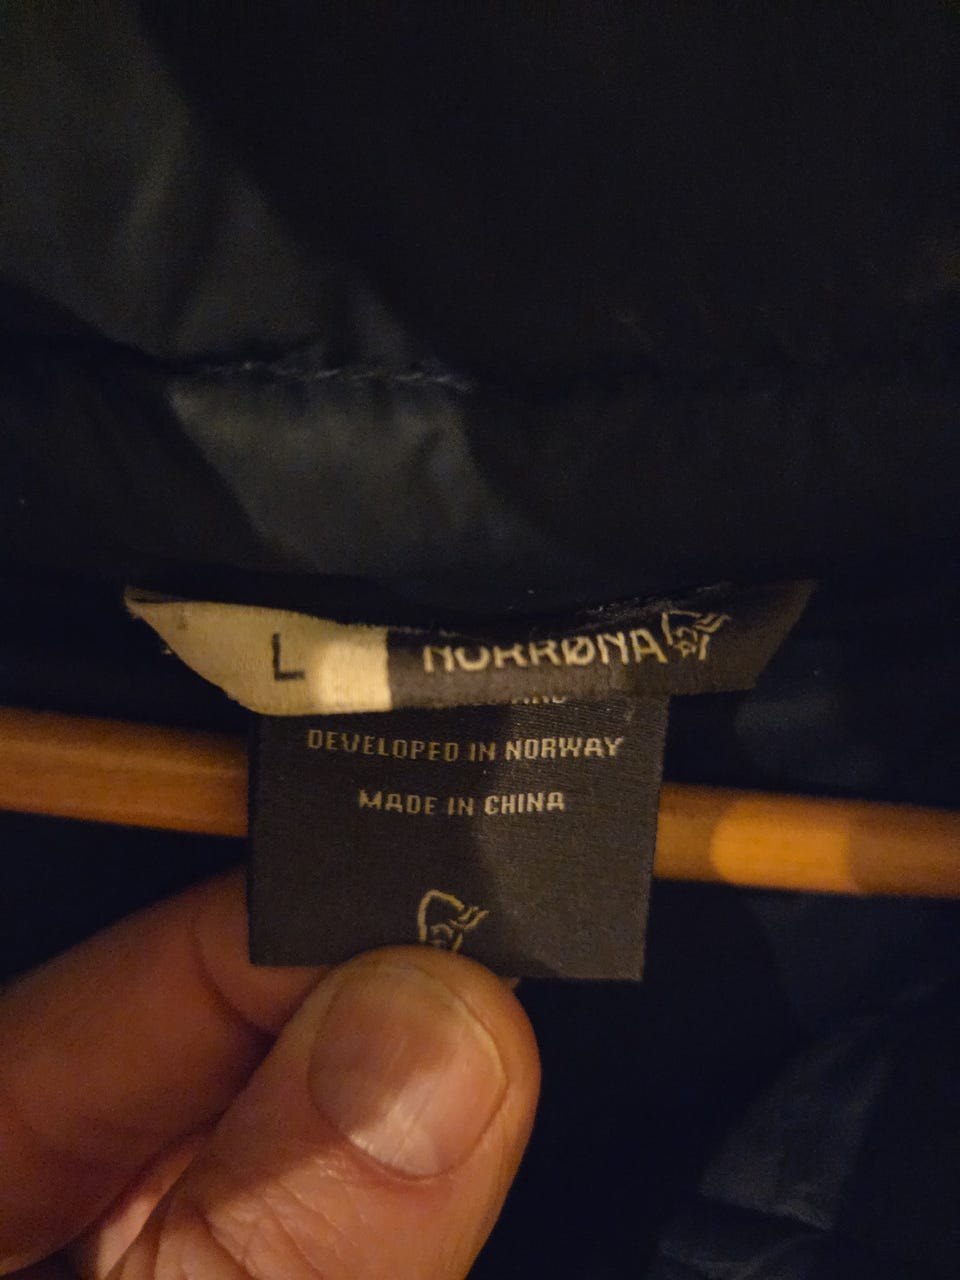 L
NORRØNA
DEVELOPED IN NORWAY
MADE IN CHINA